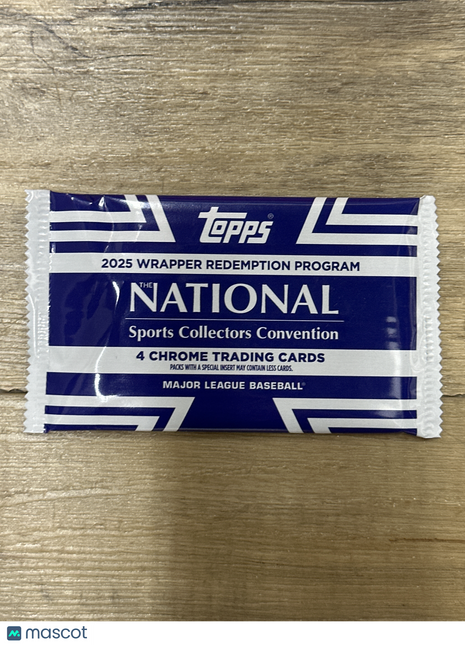 topps
2025 WRAPPER REDEMPTION PROGRAM
THE NATIONAL
Sports Collectors Convention
4 CHROME TRADING CARDS
PACKS WITH A SPECIAL INSERT MAY CONTAIN LESS CARDS.
MAJOR LEAGUE BASEBALL
mascot